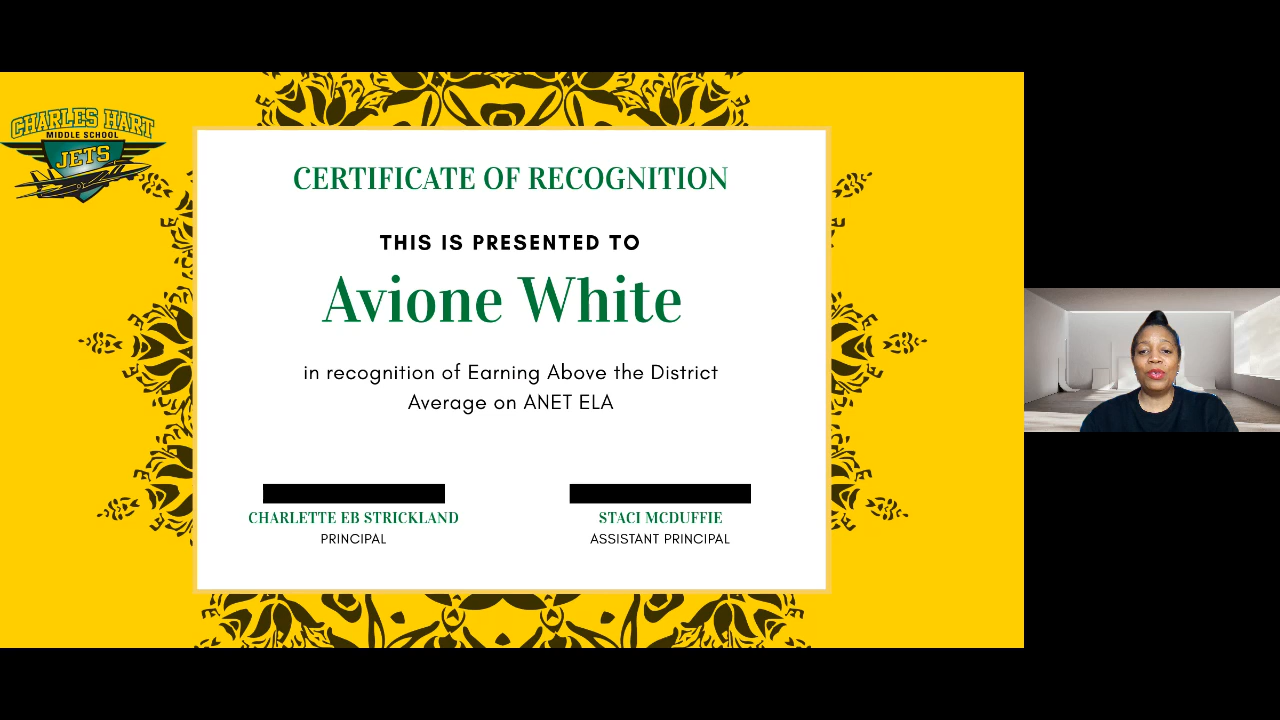 CHARLES HART
MIDDLE SCHOOL
JETS
CERTIFICATE OF RECOGNITION
THIS IS PRESENTED TO
Avione White
in recognition of Earning Above the District
Average on ANET ELA
CHARLETTE EB STRICKLAND
PRINCIPAL
STACI MCDUFFIE
ASSISTANT PRINCIPAL